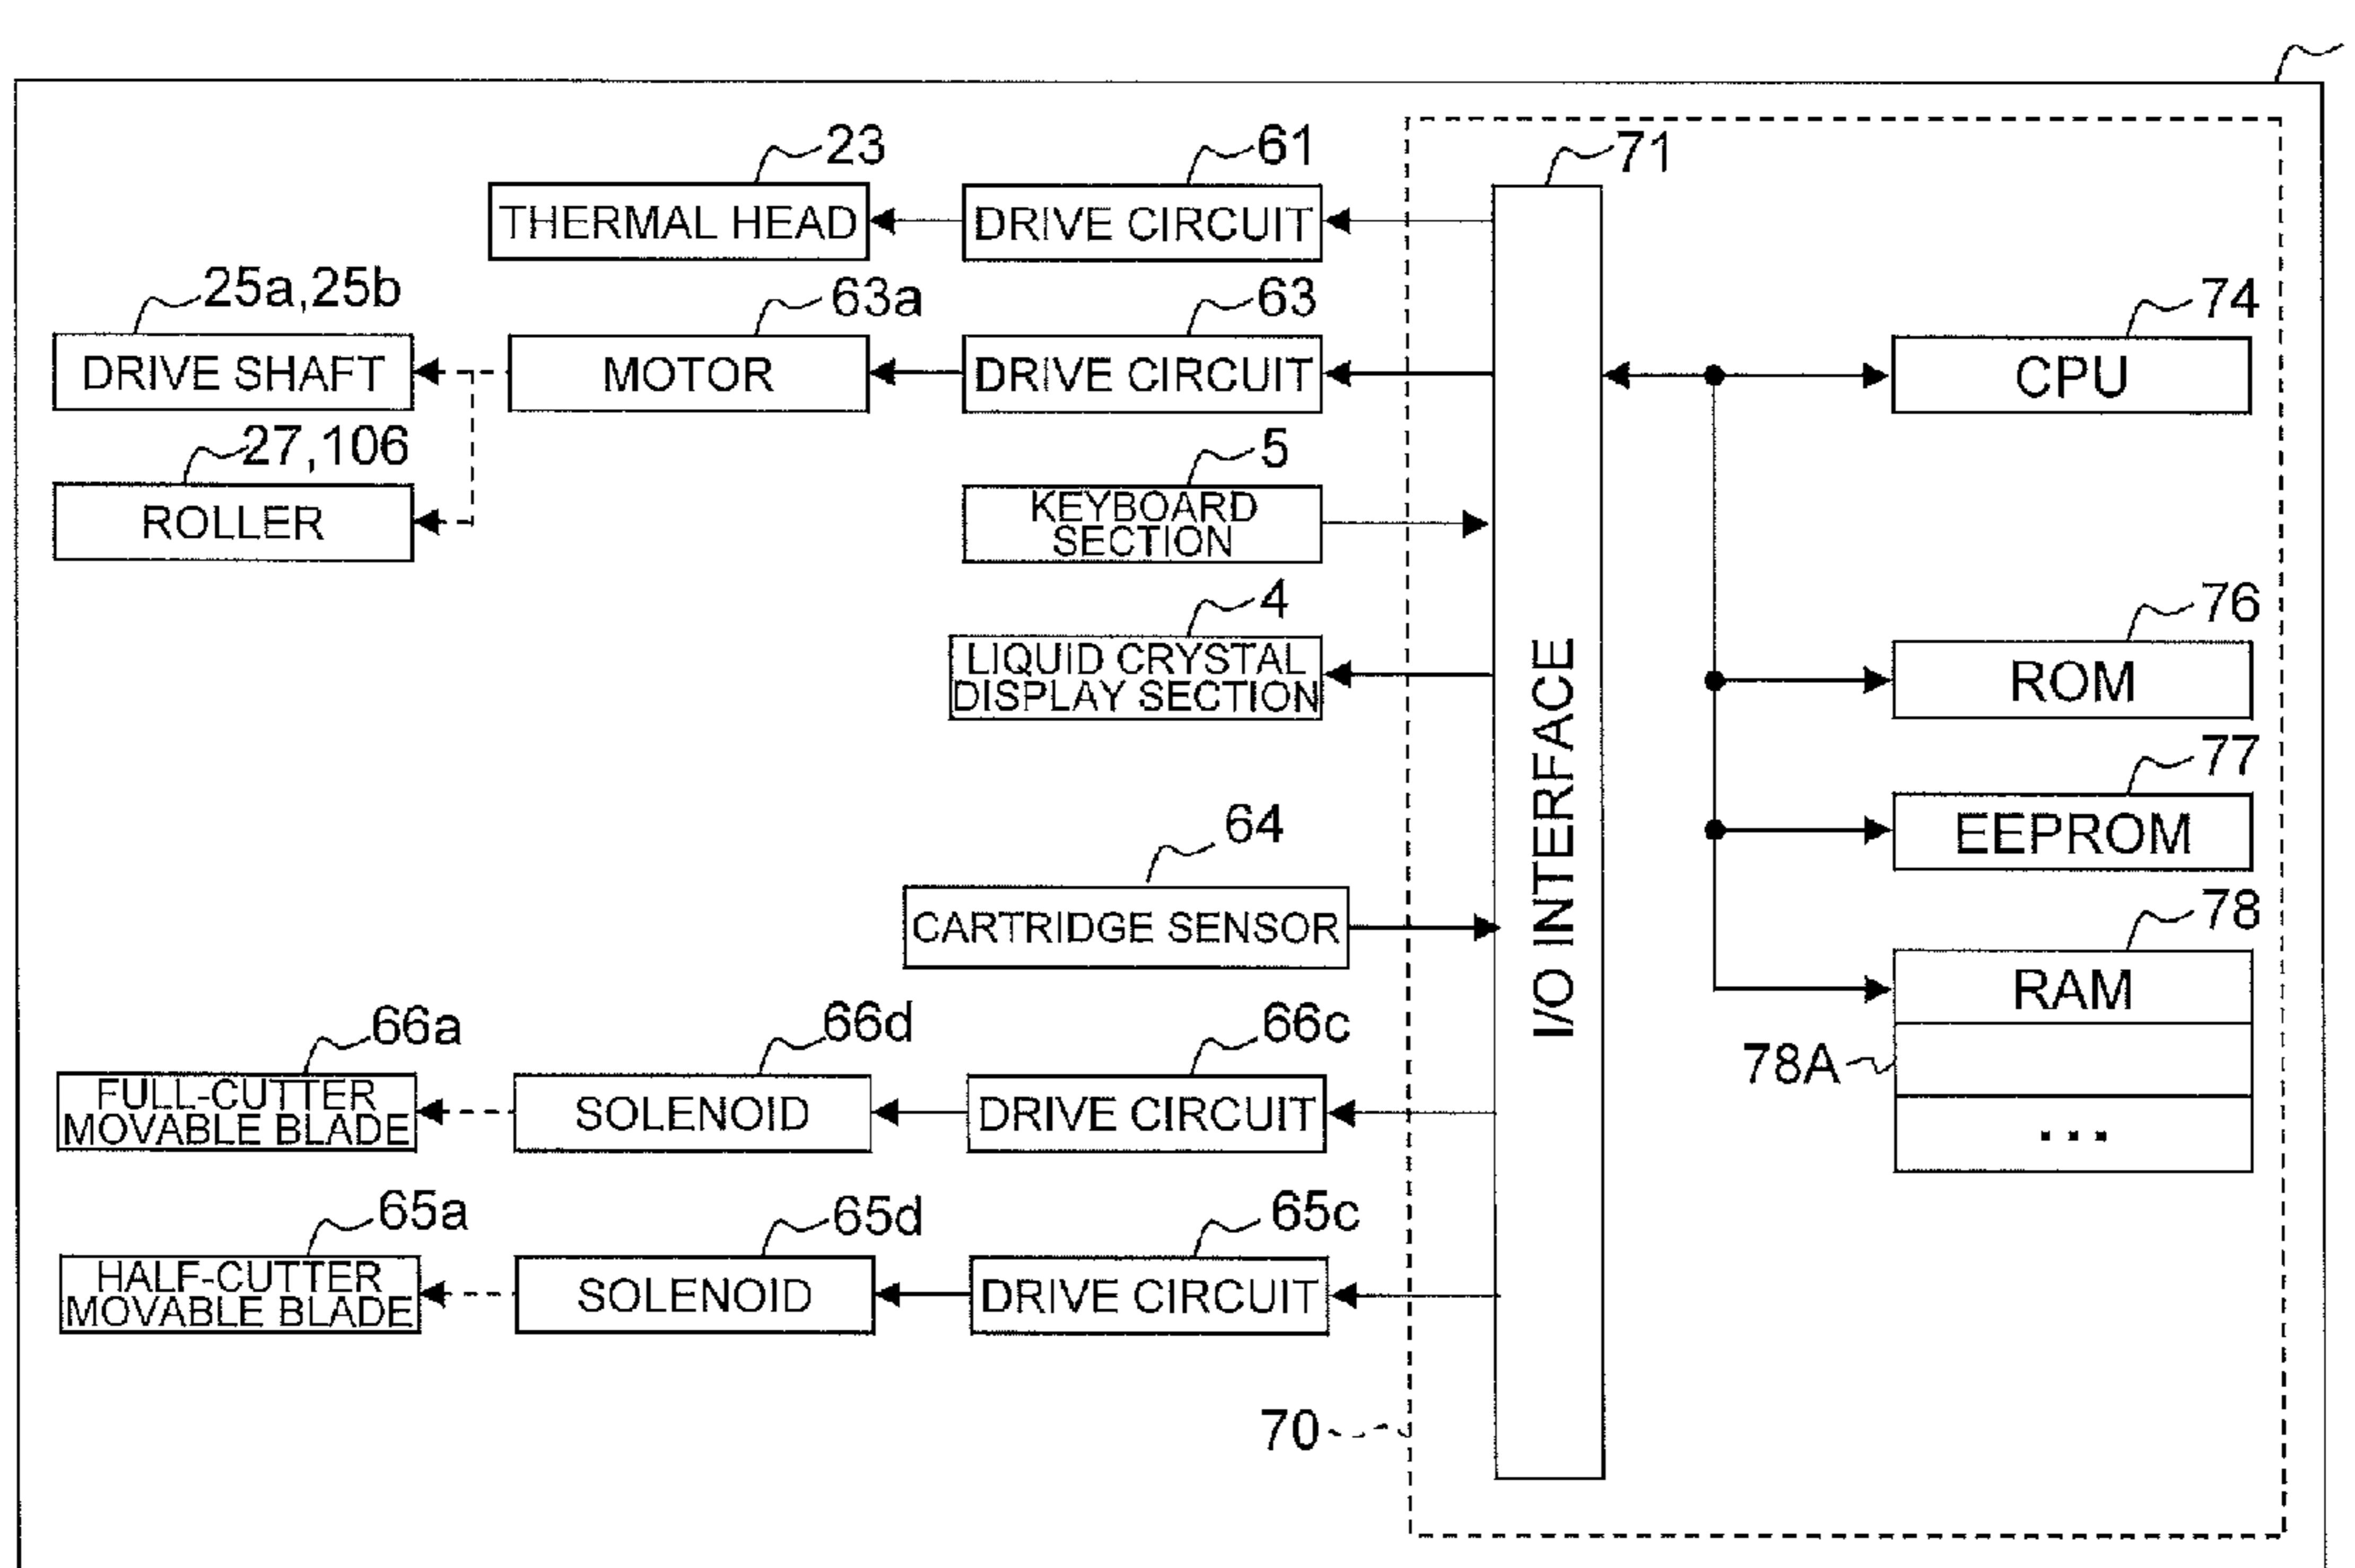 23
61
71
THERMAL HEAD
DRIVE CIRCUIT
25a,25b
63a
63
74
DRIVE SHAFT
MOTOR
DRIVE CIRCUIT
CPU
27,106
5
ROLLER
KEYBOARD
SECTION
4
76
LIQUID CRYSTAL
DISPLAY SECTION
ROM
I/O INTERFACE
77
64
EEPROM
CARTRIDGE SENSOR
78
RAM
66a
66d
66c
78A
FULL-CUTTER
MOVABLE BLADE
SOLENOID
DRIVE CIRCUIT
...
65a
65d
65c
HALF-CUTTER
MOVABLE BLADE
SOLENOID
DRIVE CIRCUIT
70